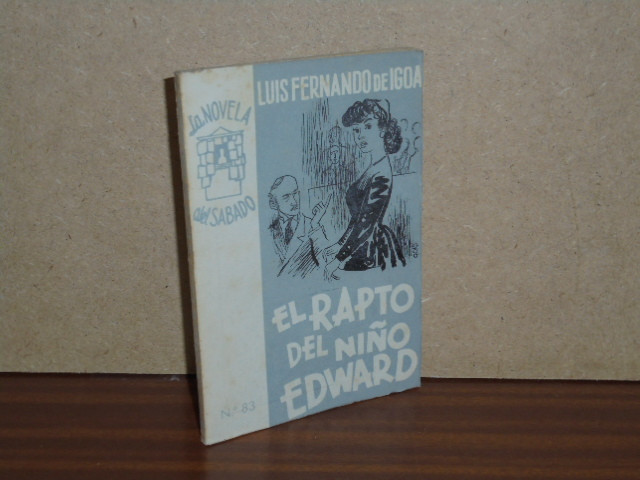 LUIS FERNANDO DE IGOA
La NOVELA
del SABADO
EL RAPTO
DEL NIÑO
EDWARD
Nº 83